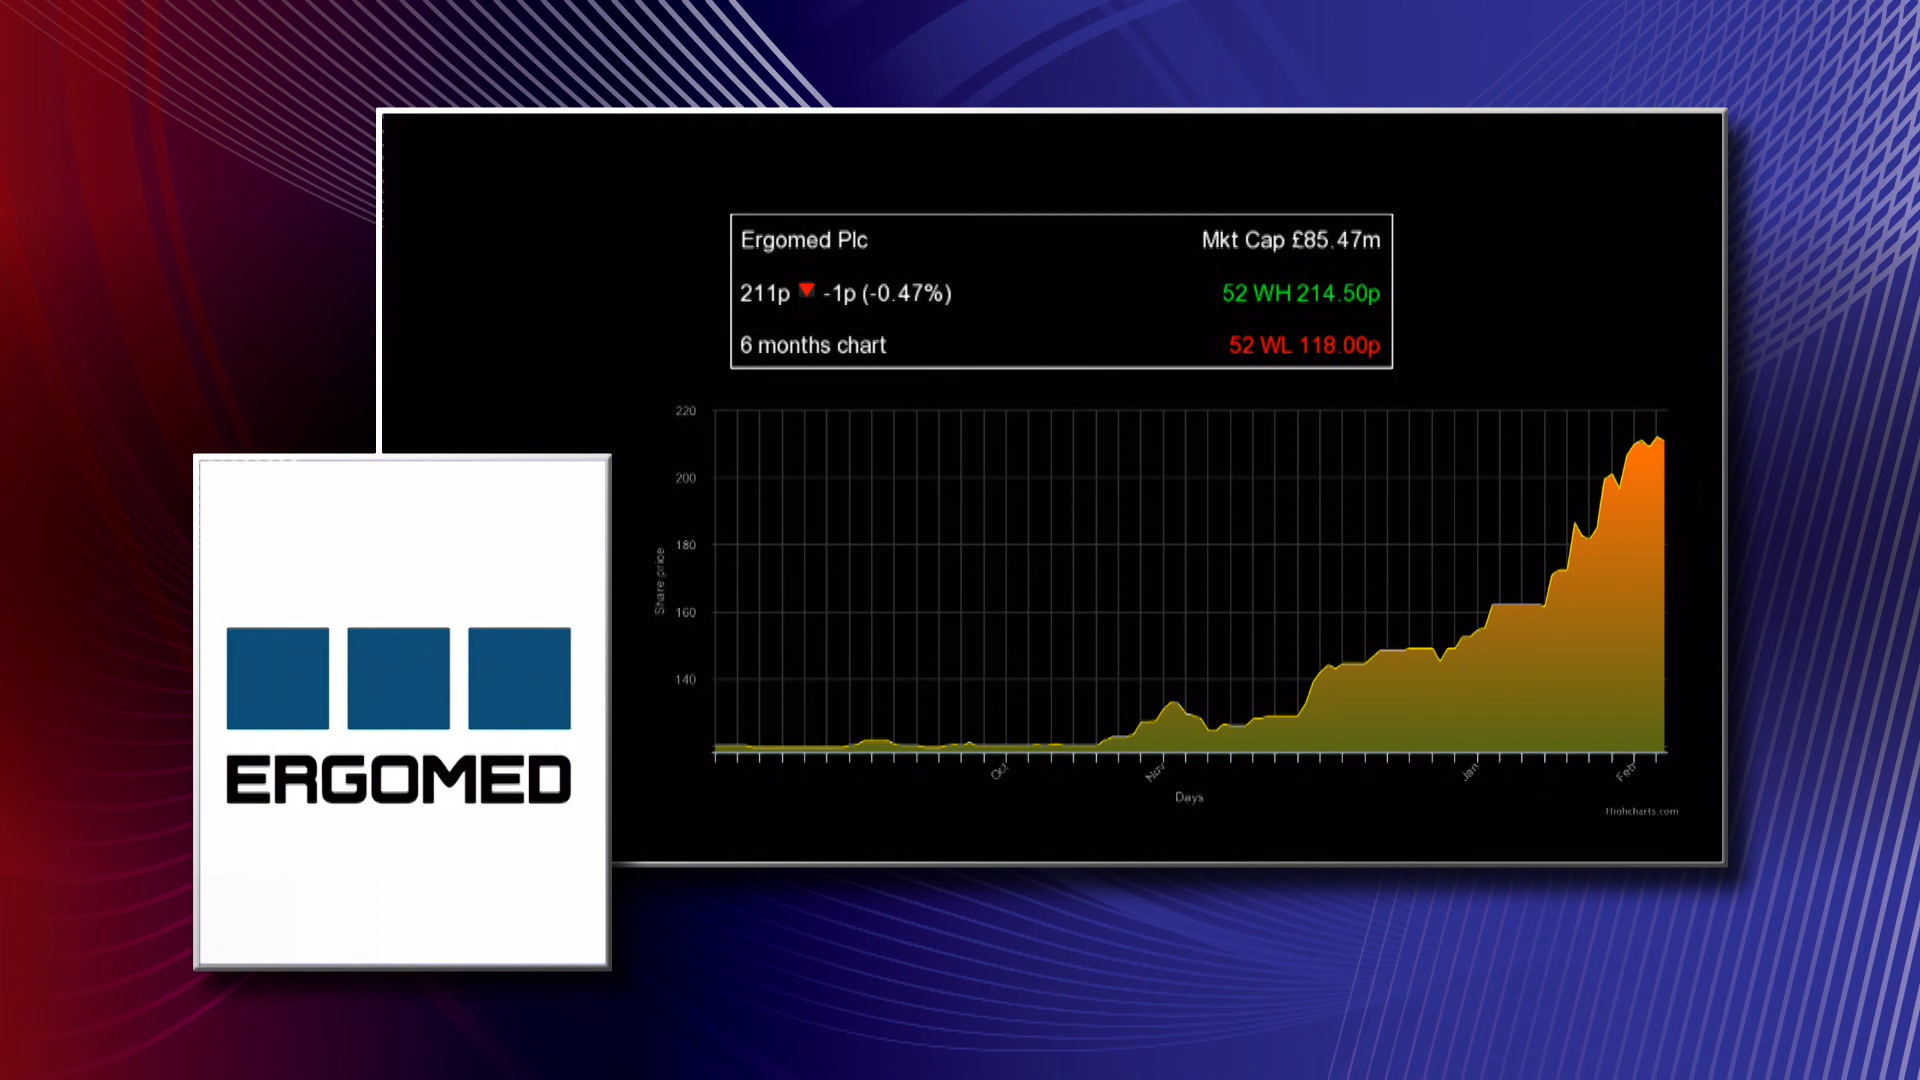 Ergomed Plc
Mkt Cap £85.47m
211p ▼ -1p (-0.47%)
52 WH 214.50p
6 months chart
52 WL 118.00p
220
200
180
160
140
Share price
Oct
Nov
Jan
Feb
Days
Highcharts.com
ERGOMED